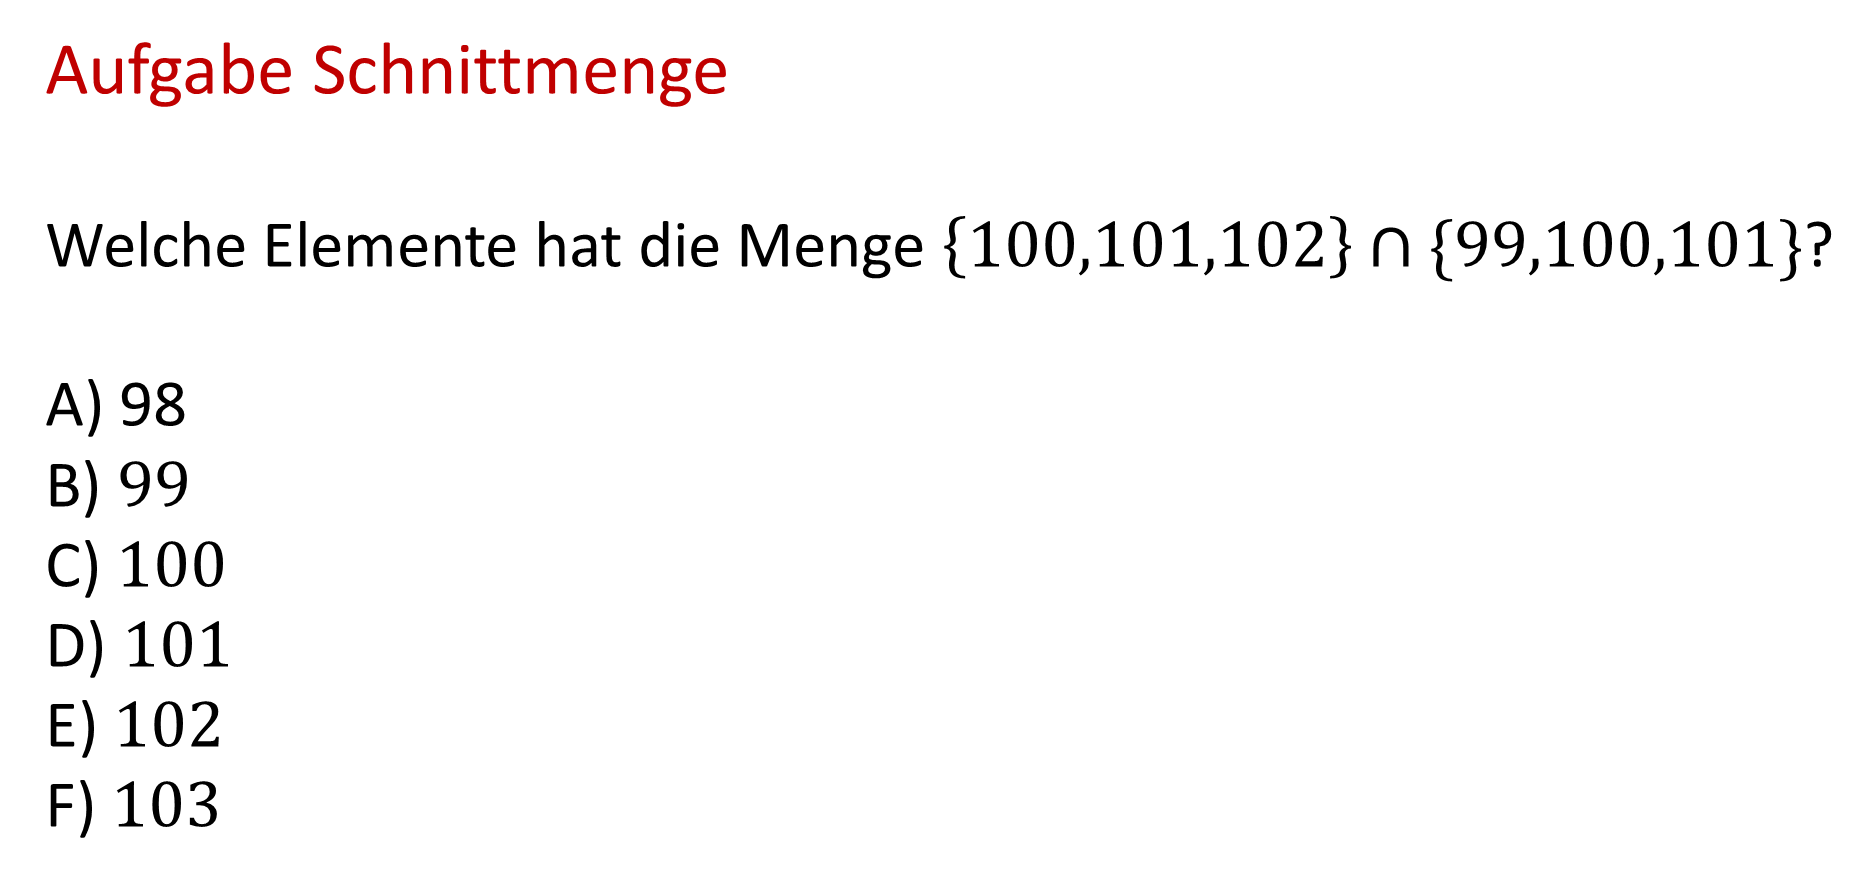 Aufgabe Schnittmenge
Welche Elemente hat die Menge {100,101,102} ∩ {99,100,101}?
A) 98
B) 99
C) 100
D) 101
E) 102
F) 103